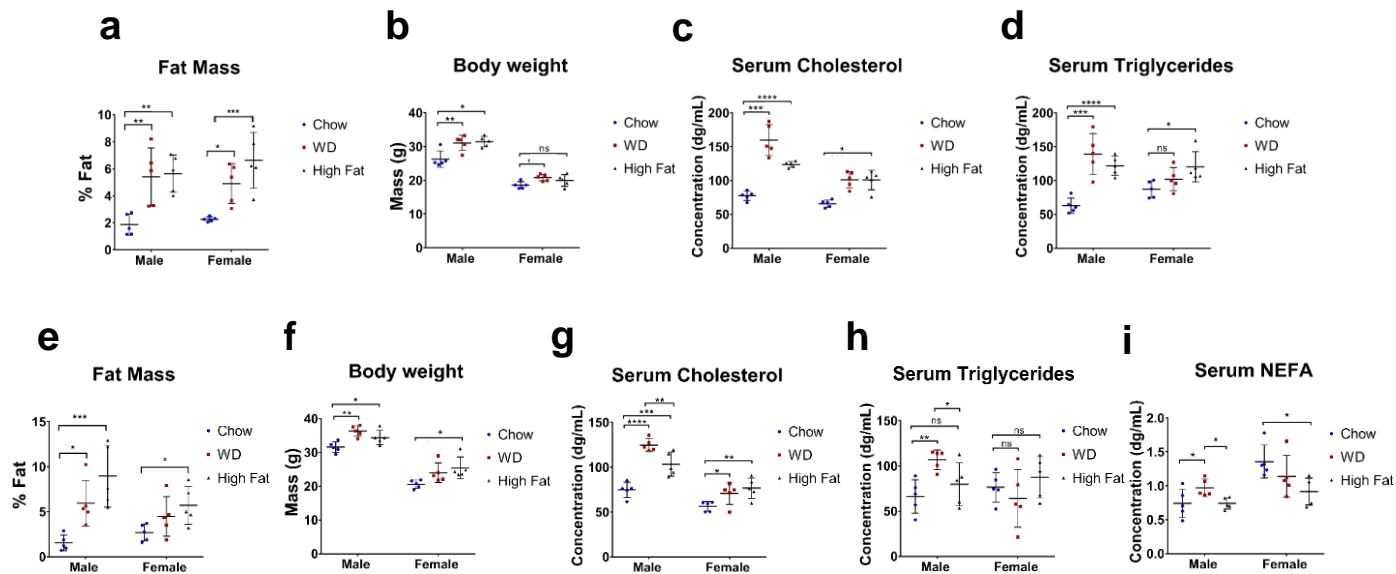 a
Fat Mass
% Fat
10
8
6
4
2
0
**
**
***
*
Male
Female
Chow
WD
High Fat
b
Body weight
Mass (g)
40
30
20
10
0
*
**
ns
Male
Female
Chow
WD
High Fat
c
Serum Cholesterol
Concentration (dg/mL)
200
150
100
50
0
****
***
*
Male
Female
Chow
WD
High Fat
d
Serum Triglycerides
Concentration (dg/mL)
200
150
100
50
0
****
***
*
ns
Male
Female
Chow
WD
High Fat
e
Fat Mass
% Fat
15
10
5
0
***
*
*
Male
Female
Chow
WD
High Fat
f
Body weight
Mass (g)
40
30
20
10
0
*
**
*
Male
Female
Chow
WD
High Fat
g
Serum Cholesterol
Concentration (dg/mL)
150
100
50
0
**
***
****
**
*
Male
Female
Chow
WD
High Fat
h
Serum Triglycerides
Concentration (dg/mL)
150
100
50
0
*
ns
**
ns
ns
Male
Female
Chow
WD
High Fat
i
Serum NEFA
Concentration (dg/mL)
2.0
1.5
1.0
0.5
0.0
*
*
*
Male
Female
Chow
WD
High Fat